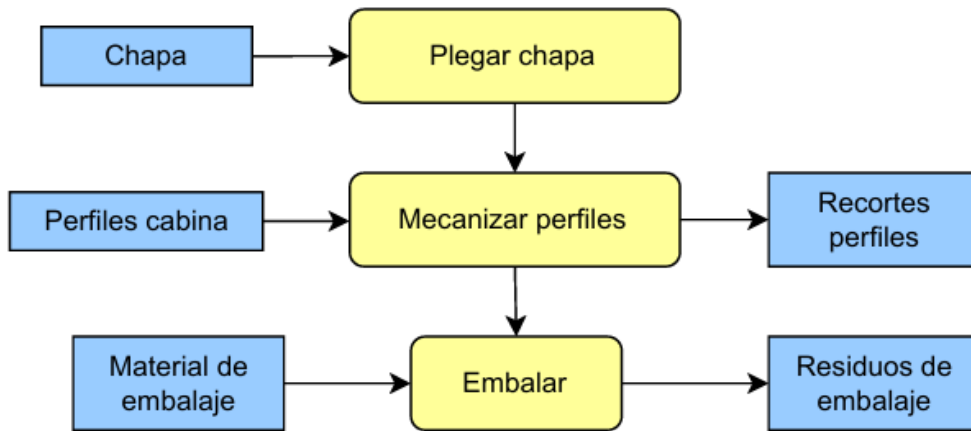 Chapa
Plegar chapa
Perfiles cabina
Mecanizar perfiles
Recortes
perfiles
Material de
embalaje
Embalar
Residuos de
embalaje